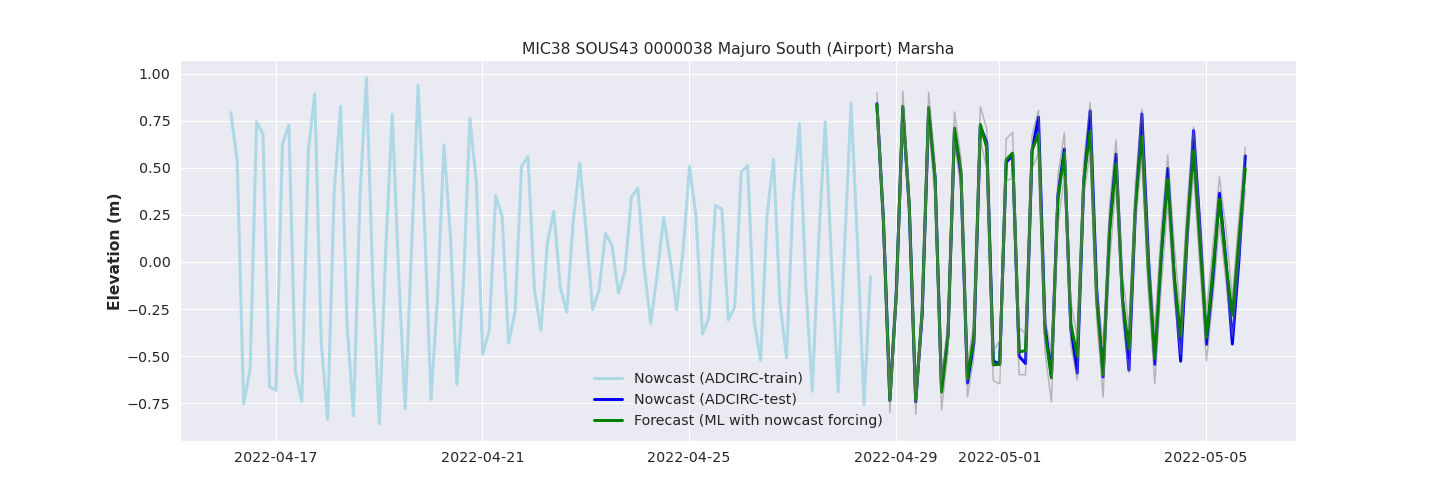 MIC38 SOUS43 0000038 Majuro South (Airport) Marsha
Elevation (m)
1.00
0.75
0.50
0.25
0.00
−0.25
−0.50
−0.75
Nowcast (ADCIRC-train)
Nowcast (ADCIRC-test)
Forecast (ML with nowcast forcing)
2022-04-17
2022-04-21
2022-04-25
2022-04-29
2022-05-01
2022-05-05